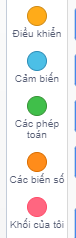 Điều khiển
Cảm biến
Các phép
toán
Các biến số
Khối của tôi